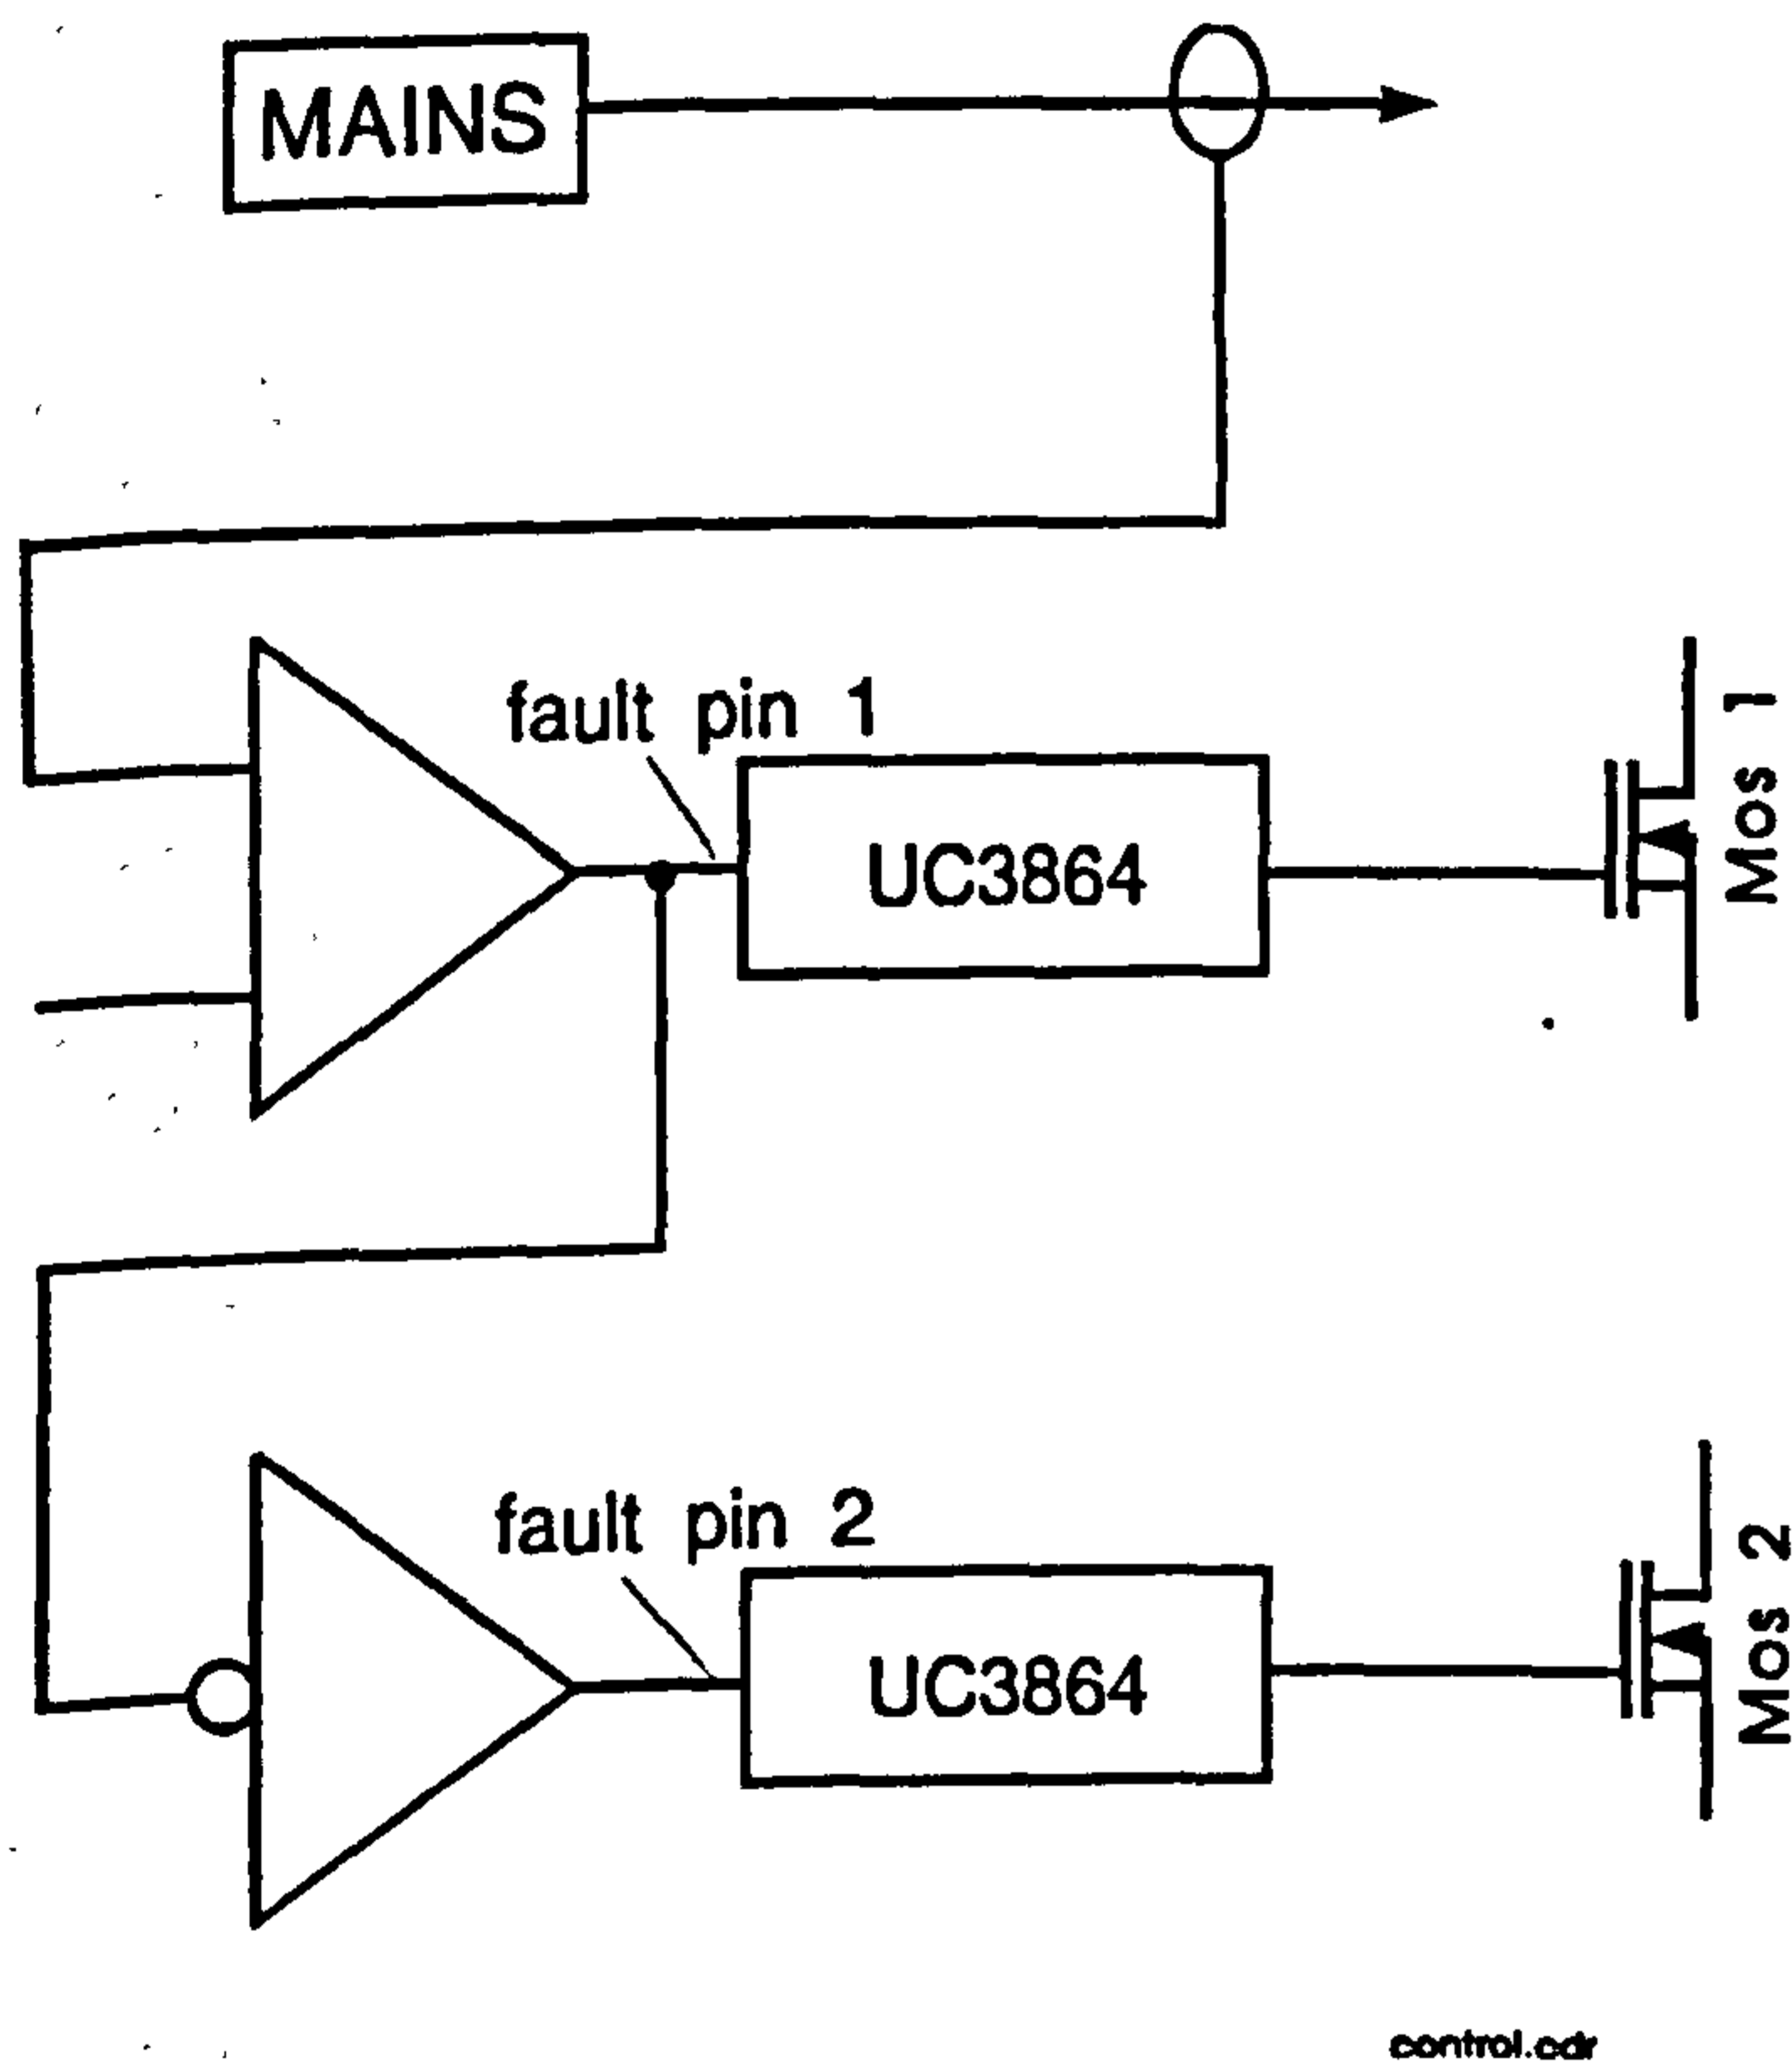 MAINS
fault pin 1
UC3864
Mos 1
fault pin 2
UC3864
Mos 2
control.cdr